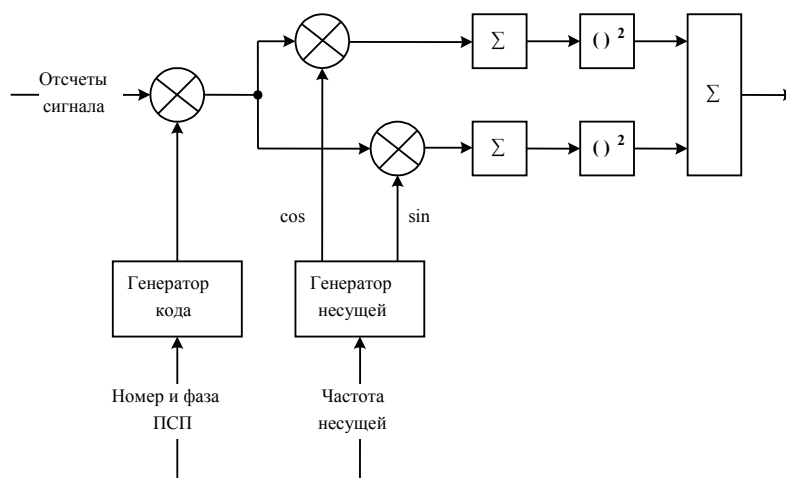 Σ
( ) ²
Отсчеты
сигнала
Σ
Σ
( ) ²
cos
sin
Генератор
кода
Генератор
несущей
Номер и фаза
ПСП
Частота
несущей